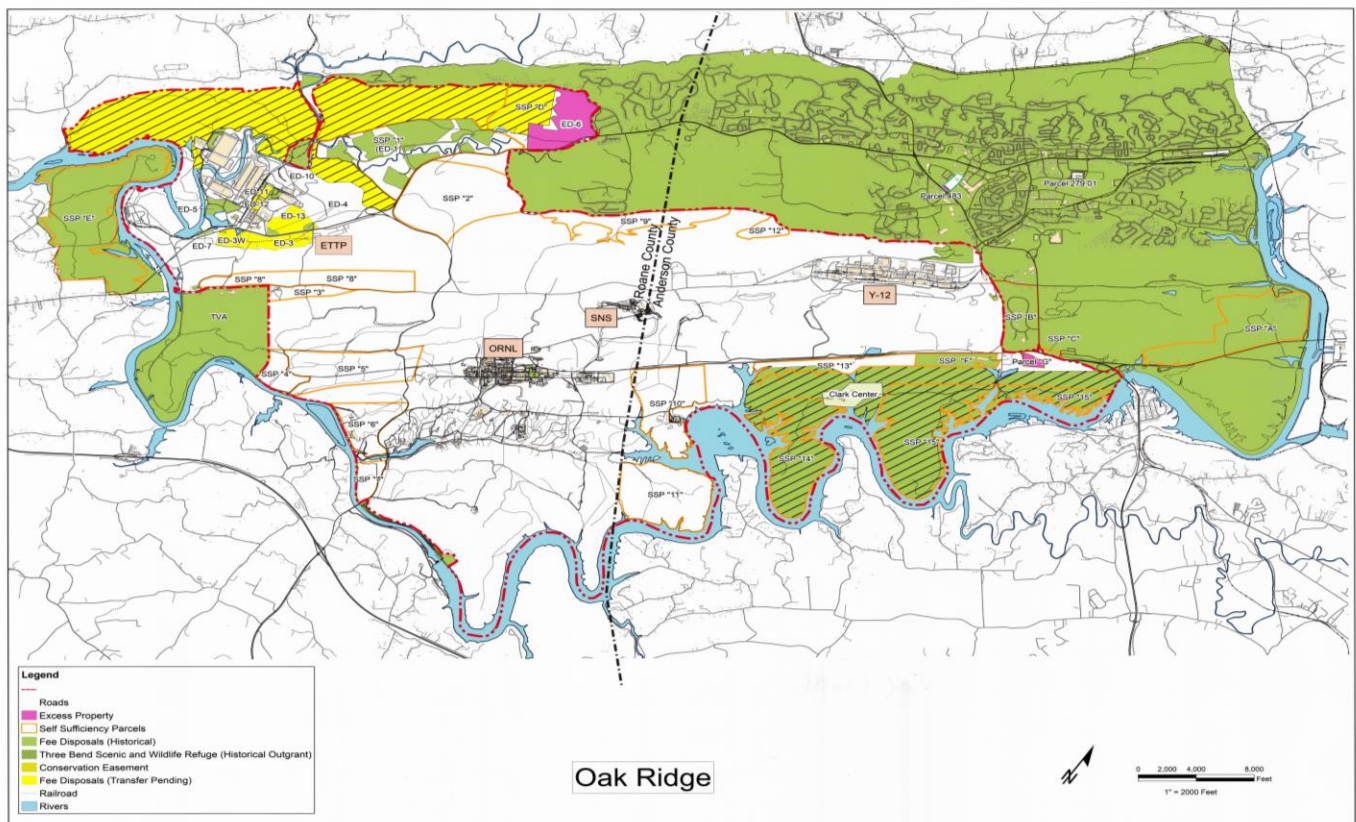 SSP "D"
ED-6
SSP "1"
(ED-1)
ED-10
Parcel 483
Parcel 279.01
SSP "E"
ED-5
ED-11
ED-12
ED-4
SSP "2"
ED-13
SSP "9"
SSP "12"
ED-7
ED-3W
ED-3
ETTP
Roane County
Anderson County
SSP "8"
SSP "8"
SSP "3"
Y-12
TVA
SNS
SSP "B"
SSP "A"
SSP "C"
ORNL
SSP "4"
SSP "5"
SSP "13"
SSP "F"
Parcel "G"
Clark Center
SSP "10"
SSP "15"
SSP "6"
SSP "14"
SSP "15"
SSP "7"
SSP "11"
Legend
Roads
Excess Property
Self Sufficiency Parcels
Fee Disposals (Historical)
Three Bend Scenic and Wildlife Refuge (Historical Outgrant)
Conservation Easement
Fee Disposals (Transfer Pending)
Railroad
Rivers
Oak Ridge
N
0 2,000 4,000 8,000
Feet
1" = 2000 Feet